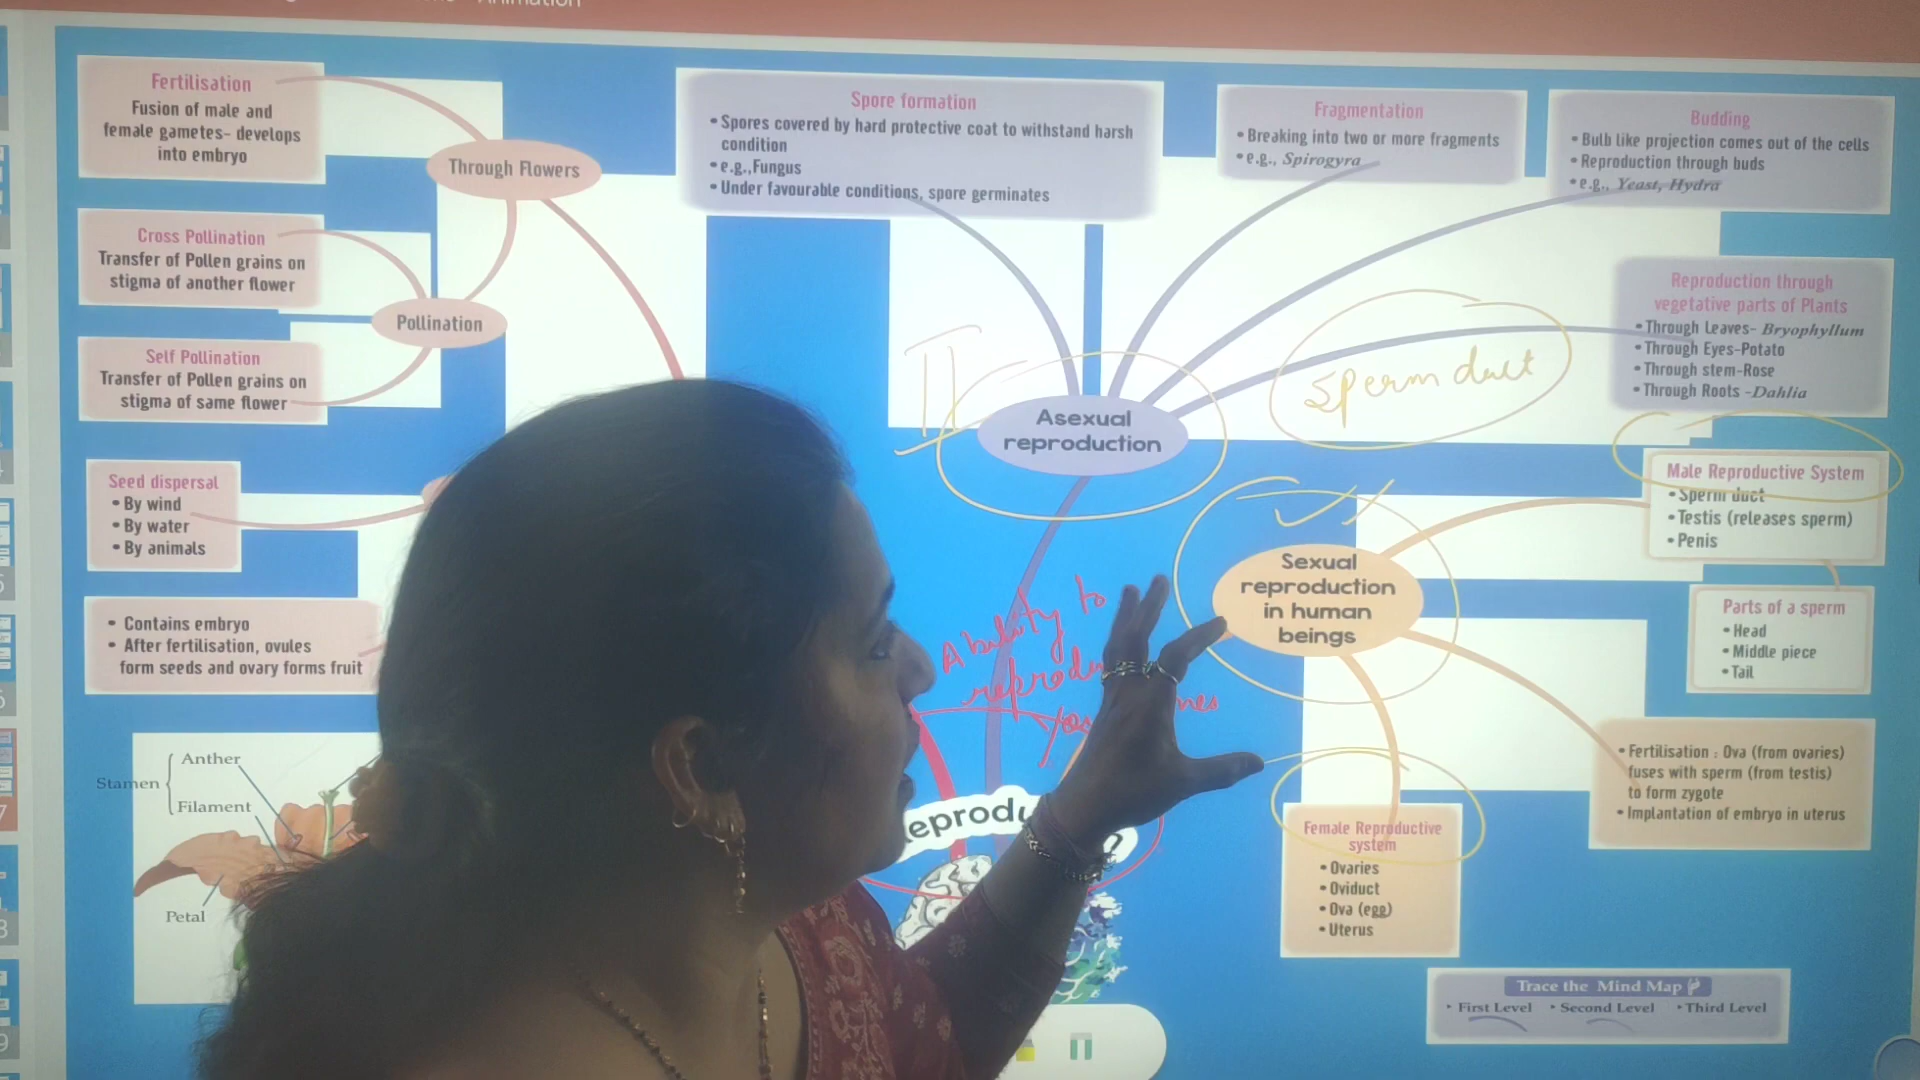 Animation
Fertilisation
Fusion of male and
female gametes- develops
into embryo
Through Flowers
Cross Pollination
Transfer of Pollen grains on
stigma of another flower
Pollination
Self Pollination
Transfer of Pollen grains on
stigma of same flower
Seed dispersal
• By wind
• By water
• By animals
• Contains embryo
• After fertilisation, ovules
form seeds and ovary forms fruit
Anther
Stamen
Filament
Petal
Spore formation
• Spores covered by hard protective coat to withstand harsh
condition
• e.g.,Fungus
• Under favourable conditions, spore germinates
Fragmentation
• Breaking into two or more fragments
• e.g., Spirogyra
Budding
• Bulb like projection comes out of the cells
• Reproduction through buds
• e.g., Yeast, Hydra
Reproduction through
vegetative parts of Plants
• Through Leaves- Bryophyllum
• Through Eyes-Potato
• Through stem-Rose
• Through Roots -Dahlia
II
Asexual
reproduction
sperm duct
Male Reproductive System
• Sperm duct
• Testis (releases sperm)
• Penis
Sexual
reproduction
in human
beings
Parts of a sperm
• Head
• Middle piece
• Tail
Ability to
• Fertilisation : Ova (from ovaries)
fuses with sperm (from testis)
to form zygote
• Implantation of embryo in uterus
Female Reproductive
system
• Ovaries
• Oviduct
• Ova (egg)
• Uterus
Trace the Mind Map
• First Level • Second Level • Third Level